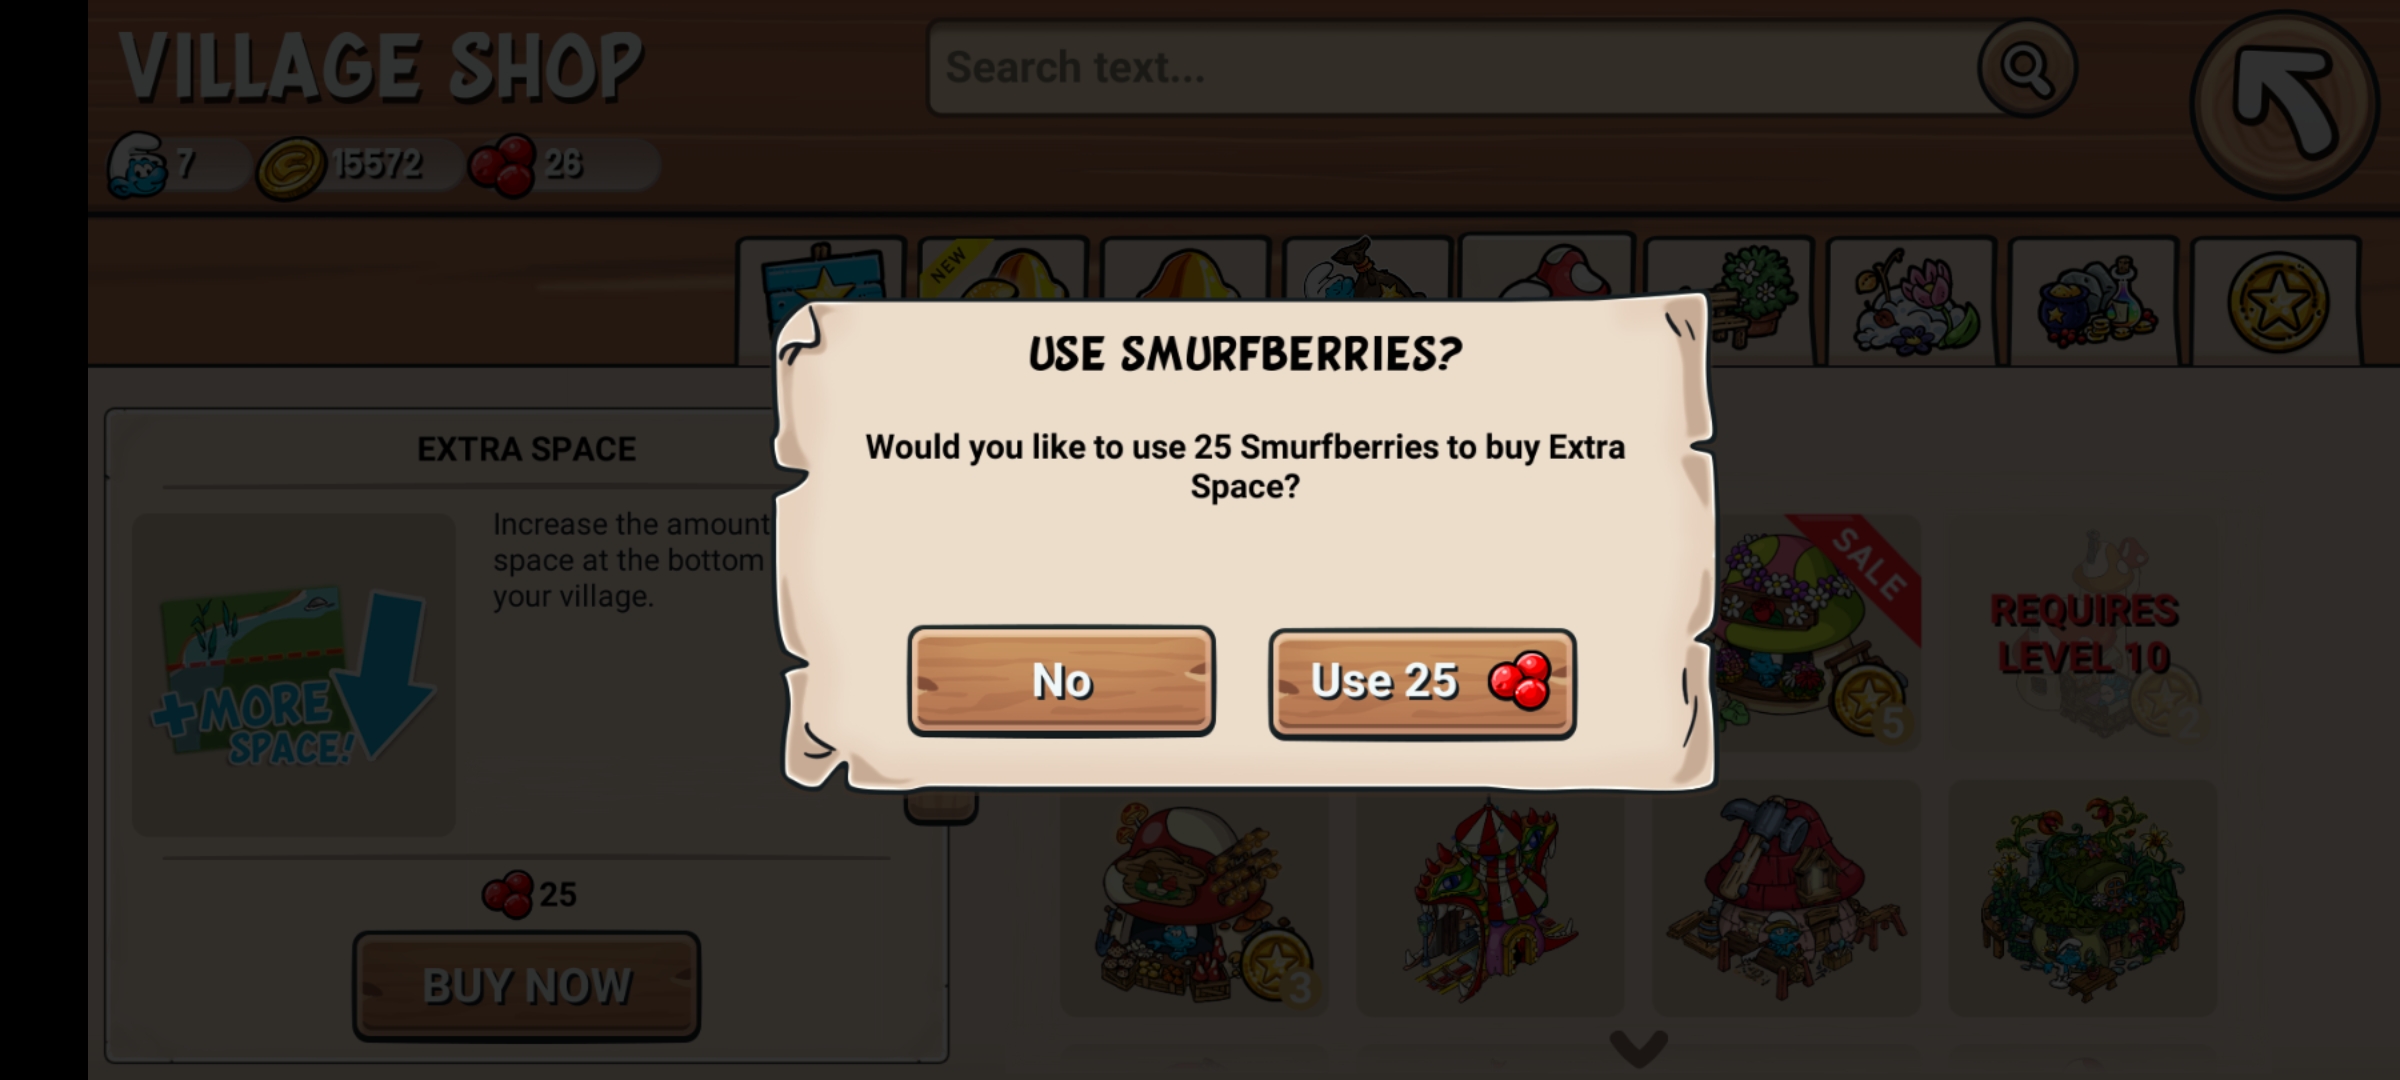 VILLAGE SHOP
Search text...
7
15572
26
NEW
USE SMURFBERRIES?
Would you like to use 25 Smurfberries to buy Extra
Space?
No
Use 25
EXTRA SPACE
Increase the amount
space at the bottom
your village.
+MORE
SPACE!
25
BUY NOW
SALE
5
REQUIRES
LEVEL 10
2
3